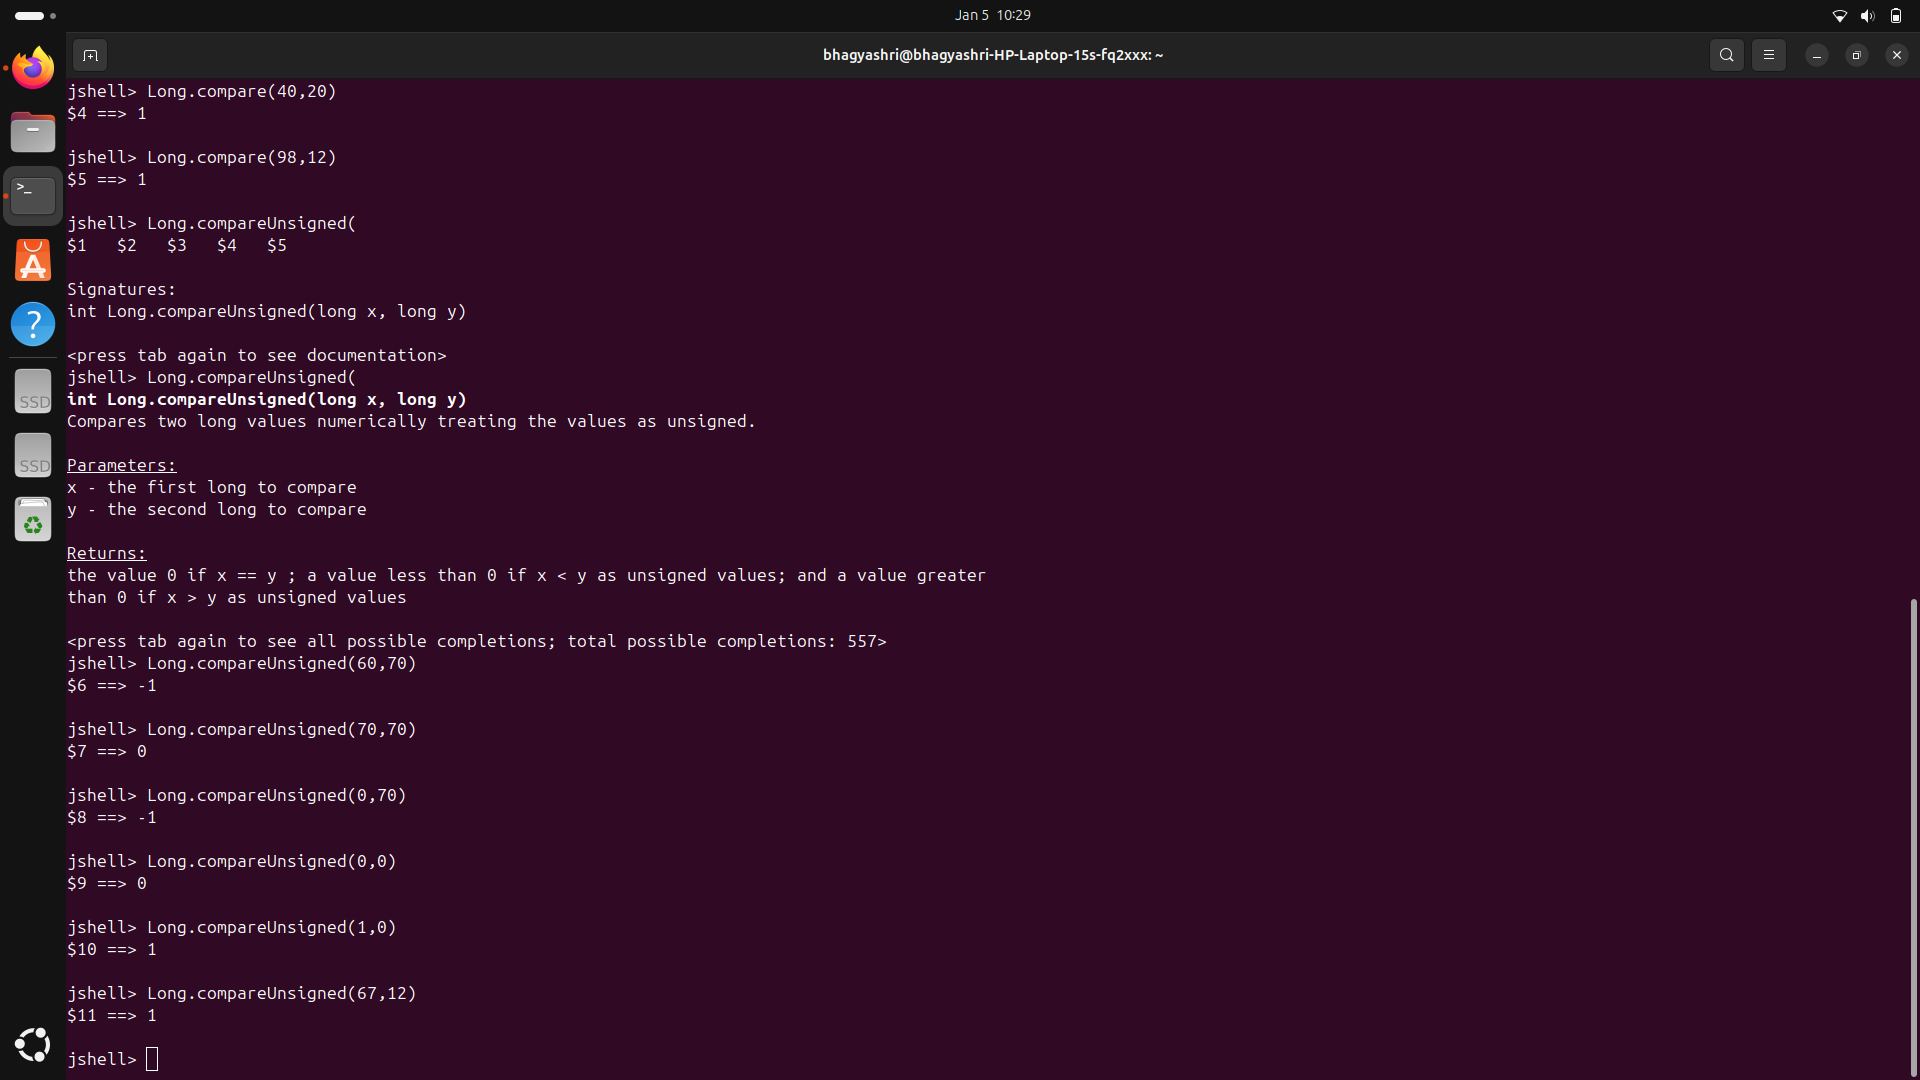 Jan 5 10:29
bhagyashri@bhagyashri-HP-Laptop-15s-fq2xxx: ~
jshell> Long.compare(40,20)
$4 ==> 1
jshell> Long.compare(98,12)
$5 ==> 1
jshell> Long.compareUnsigned(
$1   $2   $3   $4   $5
Signatures:
int Long.compareUnsigned(long x, long y)
<press tab again to see documentation>
jshell> Long.compareUnsigned(
int Long.compareUnsigned(long x, long y)
Compares two long values numerically treating the values as unsigned.
Parameters:
x - the first long to compare
y - the second long to compare
Returns:
the value 0 if x == y ; a value less than 0 if x < y as unsigned values; and a value greater
than 0 if x > y as unsigned values
<press tab again to see all possible completions; total possible completions: 557>
jshell> Long.compareUnsigned(60,70)
$6 ==> -1
jshell> Long.compareUnsigned(70,70)
$7 ==> 0
jshell> Long.compareUnsigned(0,70)
$8 ==> -1
jshell> Long.compareUnsigned(0,0)
$9 ==> 0
jshell> Long.compareUnsigned(1,0)
$10 ==> 1
jshell> Long.compareUnsigned(67,12)
$11 ==> 1
jshell>
>_
A
?
SSD
SSD